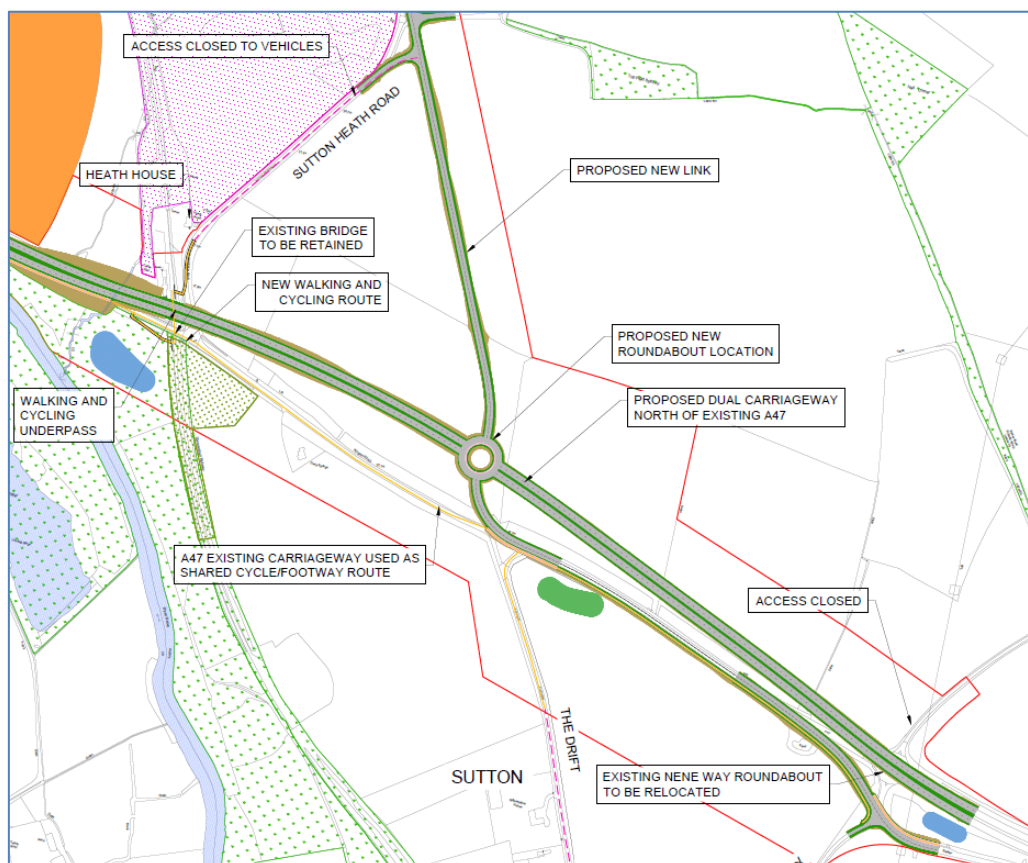 ACCESS CLOSED TO VEHICLES
SUTTON HEATH ROAD
HEATH HOUSE
PROPOSED NEW LINK
EXISTING BRIDGE
TO BE RETAINED
NEW WALKING AND
CYCLING ROUTE
PROPOSED NEW
ROUNDABOUT LOCATION
WALKING AND
CYCLING
UNDERPASS
PROPOSED DUAL CARRIAGEWAY
NORTH OF EXISTING A47
A47 EXISTING CARRIAGEWAY USED AS
SHARED CYCLE/FOOTWAY ROUTE
ACCESS CLOSED
THE DRIFT
SUTTON
EXISTING NENE WAY ROUNDABOUT
TO BE RELOCATED